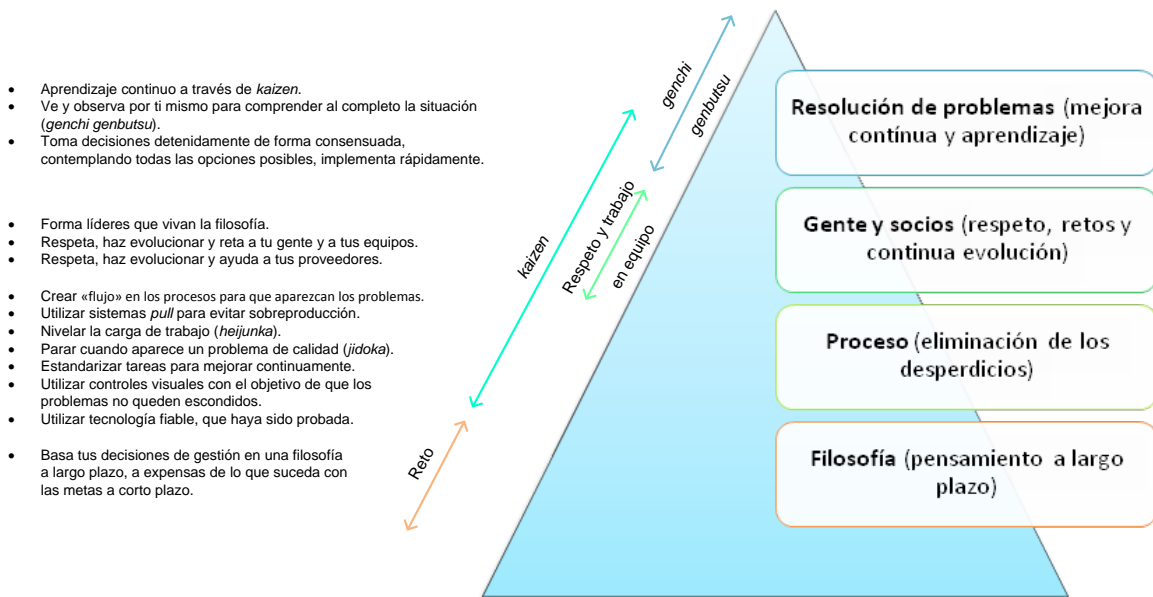 • Aprendizaje continuo a través de kaizen.
• Ve y observa por ti mismo para comprender al completo la situación
(genchi genbutsu).
• Toma decisiones detenidamente de forma consensuada,
contemplando todas las opciones posibles, implementa rápidamente.
• Forma líderes que vivan la filosofía.
• Respeta, haz evolucionar y reta a tu gente y a tus equipos.
• Respeta, haz evolucionar y ayuda a tus proveedores.
• Crear «flujo» en los procesos para que aparezcan los problemas.
• Utilizar sistemas pull para evitar sobreproducción.
• Nivelar la carga de trabajo (heijunka).
• Parar cuando aparece un problema de calidad (jidoka).
• Estandarizar tareas para mejorar continuamente.
• Utilizar controles visuales con el objetivo de que los
problemas no queden escondidos.
• Utilizar tecnología fiable, que haya sido probada.
• Basa tus decisiones de gestión en una filosofía
a largo plazo, a expensas de lo que suceda con
las metas a corto plazo.
genchi
genbutsu
kaizen
Respeto y trabajo
en equipo
Reto
Resolución de problemas (mejora
contínua y aprendizaje)
Gente y socios (respeto, retos y
continua evolución)
Proceso (eliminación de los
desperdicios)
Filosofía (pensamiento a largo
plazo)